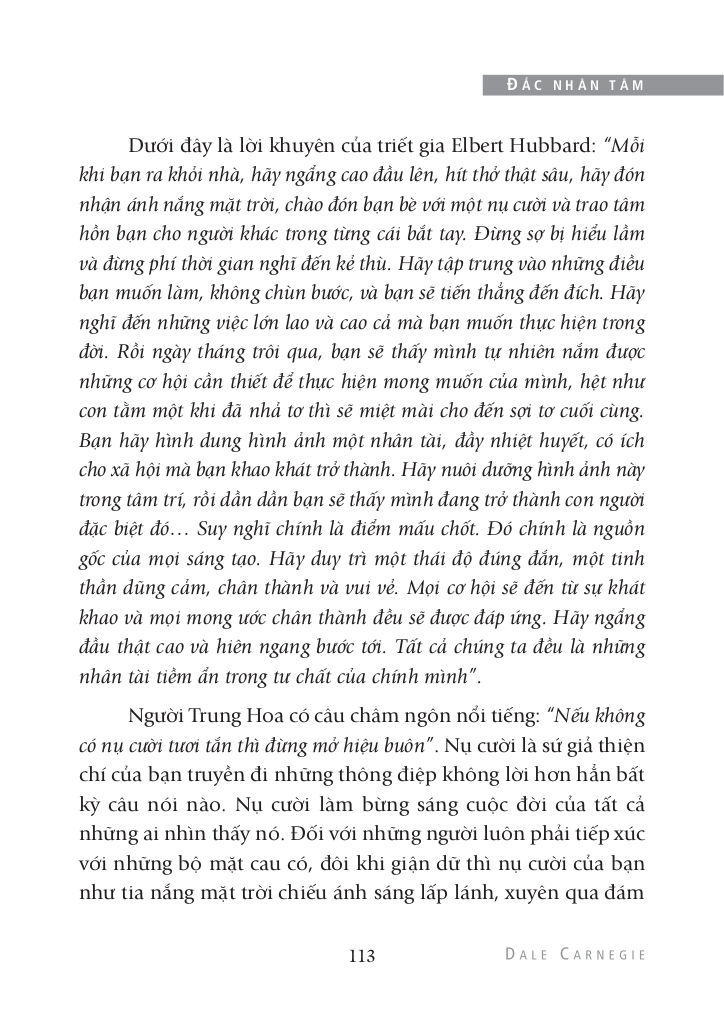 ĐẮC NHÂN TÂM
Dưới đây là lời khuyên của triết gia Elbert Hubbard: “Mỗi
khi bạn ra khỏi nhà, hãy ngẩng cao đầu lên, hít thở thật sâu, hãy đón
nhận ánh nắng mặt trời, chào đón bạn bè với một nụ cười và trao tâm
hồn bạn cho người khác trong từng cái bắt tay. Đừng sợ bị hiểu lầm
và đừng phí thời gian nghĩ đến kẻ thù. Hãy tập trung vào những điều
bạn muốn làm, không chùn bước, và bạn sẽ tiến thẳng đến đích. Hãy
nghĩ đến những việc lớn lao và cao cả mà bạn muốn thực hiện trong
đời. Rồi ngày tháng trôi qua, bạn sẽ thấy mình tự nhiên nắm được
những cơ hội cần thiết để thực hiện mong muốn của mình, hệt như
con tằm một khi đã nhả tơ thì sẽ miệt mài cho đến sợi tơ cuối cùng.
Bạn hãy hình dung hình ảnh một nhân tài, đầy nhiệt huyết, có ích
cho xã hội mà bạn khao khát trở thành. Hãy nuôi dưỡng hình ảnh này
trong tâm trí, rồi dần dần bạn sẽ thấy mình đang trở thành con người
đặc biệt đó… Suy nghĩ chính là điểm mấu chốt. Đó chính là nguồn
gốc của mọi sáng tạo. Hãy duy trì một thái độ đúng đắn, một tinh
thần dũng cảm, chân thành và vui vẻ. Mọi cơ hội sẽ đến từ sự khát
khao và mọi mong ước chân thành đều sẽ được đáp ứng. Hãy ngẩng
đầu thật cao và hiên ngang bước tới. Tất cả chúng ta đều là những
nhân tài tiềm ẩn trong tư chất của chính mình”.
Người Trung Hoa có câu châm ngôn nổi tiếng: “Nếu không
có nụ cười tươi tắn thì đừng mở hiệu buôn”. Nụ cười là sứ giả thiện
chí của bạn truyền đi những thông điệp không lời hơn hẳn bất
kỳ câu nói nào. Nụ cười làm bừng sáng cuộc đời của tất cả
những ai nhìn thấy nó. Đối với những người luôn phải tiếp xúc
với những bộ mặt cau có, đôi khi giận dữ thì nụ cười của bạn
như tia nắng mặt trời chiếu ánh sáng lấp lánh, xuyên qua đám
113
DALE CARNEGIE